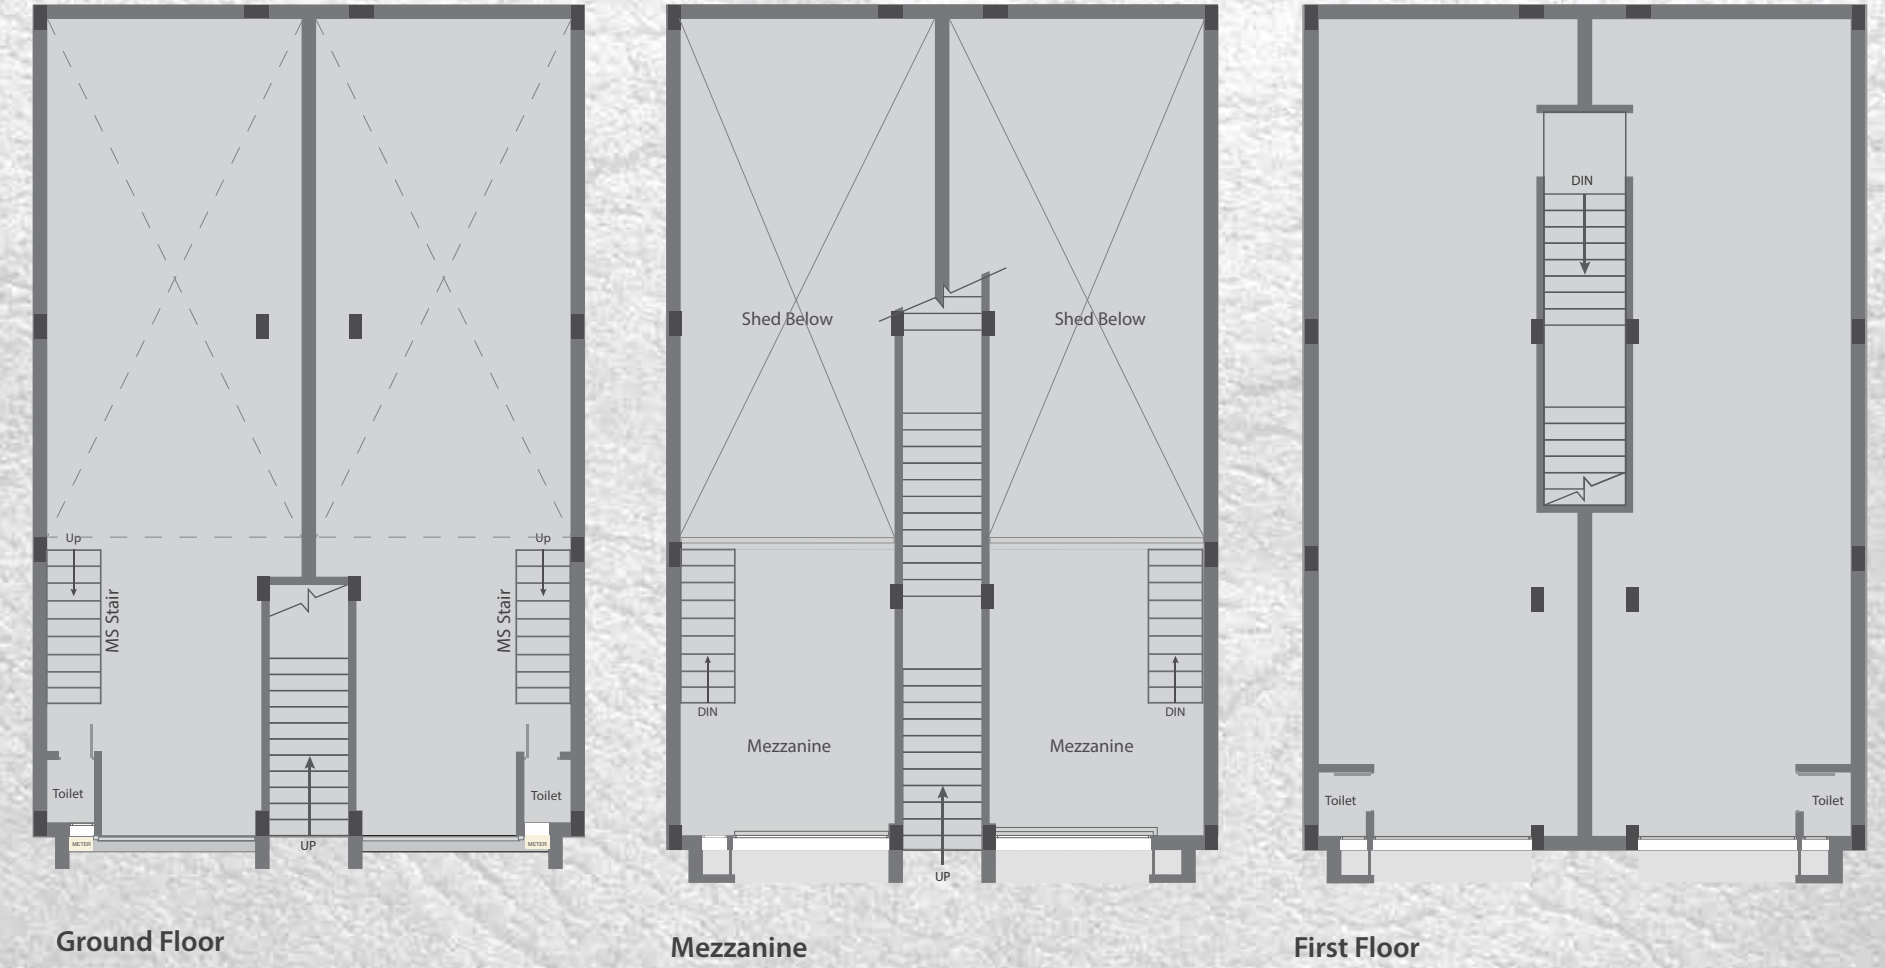 Up
Up
MS Stair
MS Stair
Toilet
Toilet
METER
METER
UP
Ground Floor
Shed Below
Shed Below
DIN
DIN
Mezzanine
Mezzanine
UP
Mezzanine
DIN
Toilet
Toilet
First Floor